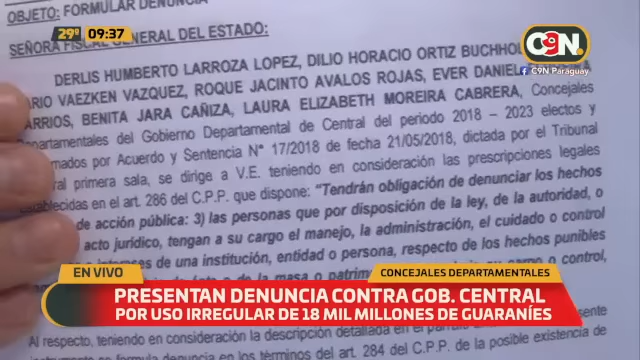 OBJETO: FORMULAR DENUNCIA
29º 09:37
C9N
C9N Paraguay
SEÑORA FISCAL GENERAL DEL ESTADO:
DERLIS HUMBERTO LARROZA LOPEZ, DILIO HORACIO ORTIZ
VAEZKEN VAZQUEZ, ROQUE JACINTO AVALOS ROJAS, EVER
BENITA JARA CAÑIZA, LAURA ELIZABETH MOREIRA CABRERA, Concejales
Departamentales del Gobierno Departamental de Central del periodo 2018 – 2023 electos y
por Acuerdo y Sentencia N° 17/2018 de fecha 21/05/2018, dictada por el Tribunal
primera sala, se dirige a V.E. teniendo en consideración las prescripciones legales
en el art. 286 del C.P.P. que dispone: “Tendrán obligación de denunciar los hechos
de acción pública: 3) las personas que por disposición de la ley, de la autoridad, o
acto jurídico, tengan a su cargo el manejo, la administración, el cuidado o control
de una institución, entidad o persona, respecto de los hechos punibles
EN VIVO
CONCEJALES DEPARTAMENTALES
PRESENTAN DENUNCIA CONTRA GOB. CENTRAL
POR USO IRREGULAR DE 18 MIL MILLONES DE GUARANÍES
Al respecto, teniendo en consideración la descripción detallada en el
se formula denuncia en los términos del art. 284 del C.P.P. de la posible existencia de